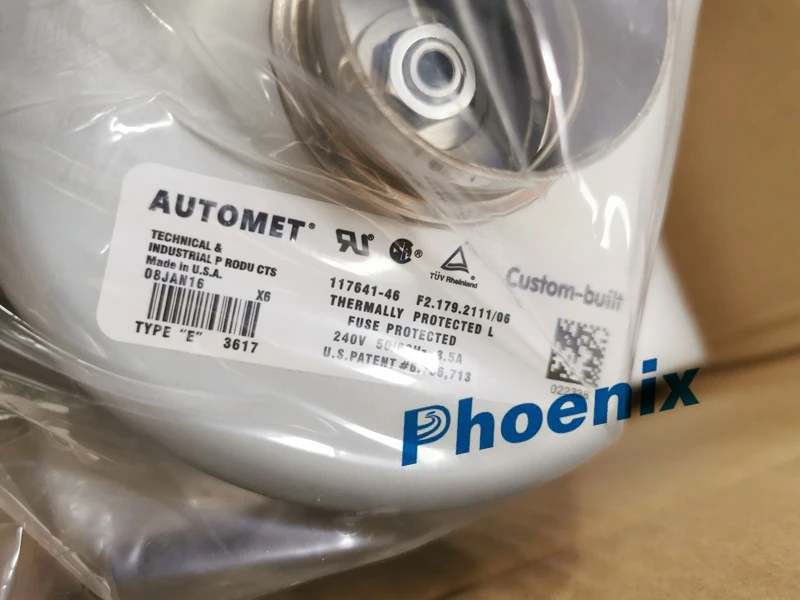 AUTOMET®
TECHNICAL &
INDUSTRIAL P RODU CTS
Made in U.S.A.
08JAN16 X6
TYPE "E" 3617
TÜV Rheinland
117641-46 F2.179.2111/06
THERMALLY PROTECTED L
FUSE PROTECTED
240V
U.S.PATENT
Custom-built
Phoenix